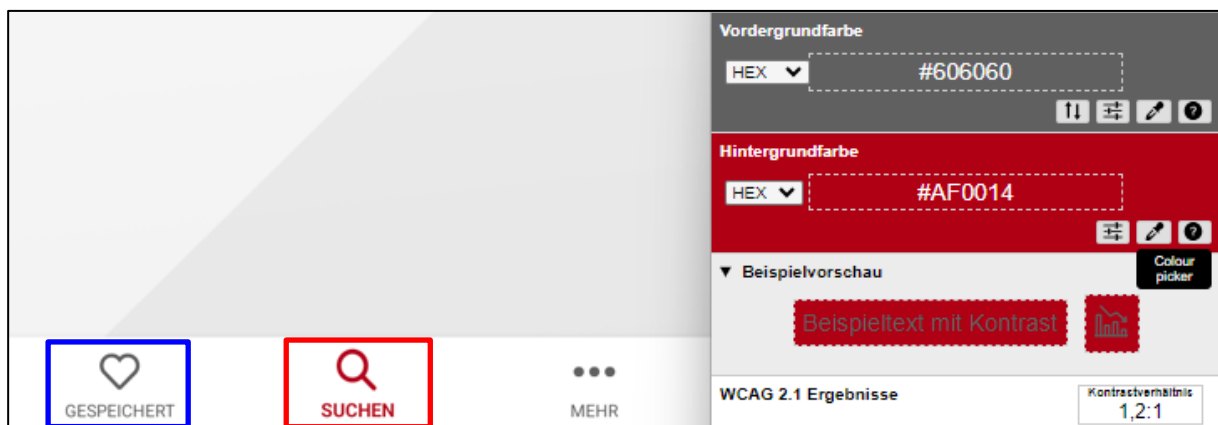 Vordergrundfarbe
HEX
#606060
Hintergrundfarbe
HEX
#AF0014
Colour
picker
▼ Beispielvorschau
Beispieltext mit Kontrast
GESPEICHERT
SUCHEN
MEHR
WCAG 2.1 Ergebnisse
Kontrastverhältnis
1,2:1